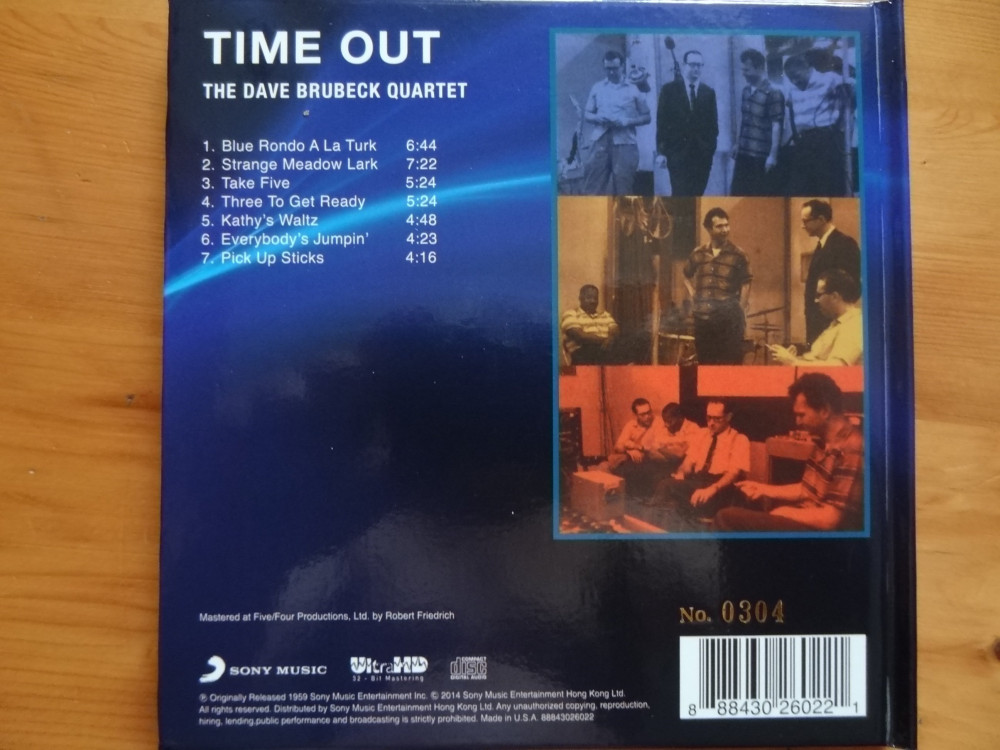 TIME OUT
THE DAVE BRUBECK QUARTET
1. Blue Rondo A La Turk 6:44
2. Strange Meadow Lark 7:22
3. Take Five 5:24
4. Three To Get Ready 5:24
5. Kathy's Waltz 4:48
6. Everybody's Jumpin' 4:23
7. Pick Up Sticks 4:16
Mastered at Five/Four Productions, Ltd. by Robert Friedrich
No. 0304
SONY MUSIC
UltraHD
32 - Bit Mastering
COMPACT
disc
DIGITAL AUDIO
℗ Originally Released 1959 Sony Music Entertainment Inc. © 2014 Sony Music Entertainment Hong Kong Ltd.
All rights reserved. Distributed by Sony Music Entertainment Hong Kong Ltd. Any unauthorized copying, reproduction,
hiring, lending,public performance and broadcasting is strictly prohibited. Made in U.S.A. 88843026022
8 88430 26022 1